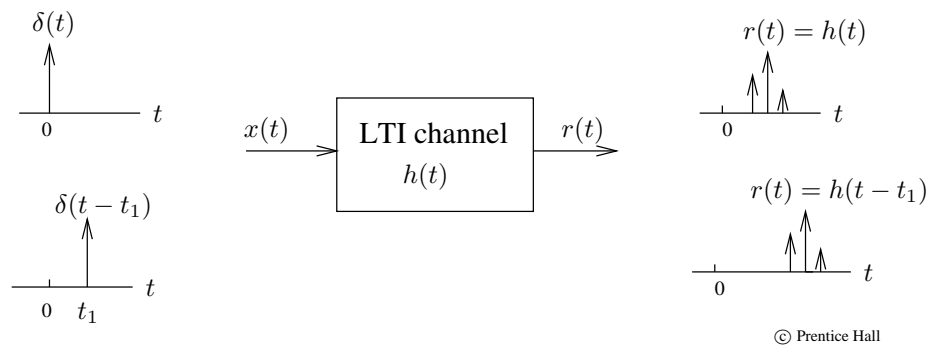 δ(t)
0
t
δ(t − t₁)
0
t₁
t
x(t)
LTI channel
h(t)
r(t)
r(t) = h(t)
0
t
r(t) = h(t − t₁)
0
t
© Prentice Hall